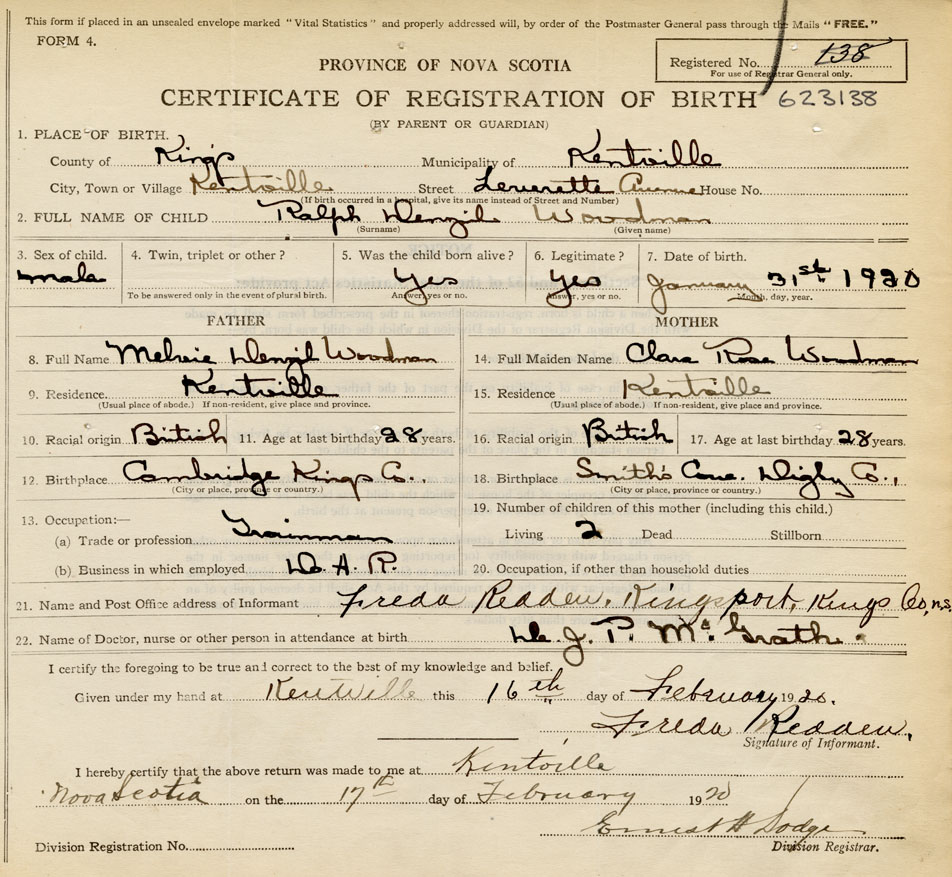 This form if placed in an unsealed envelope marked "Vital Statistics" and properly addressed will, by order of the Postmaster General pass through the Mails "FREE."
FORM 4.
Registered No. 138
For use of Registrar General only.
PROVINCE OF NOVA SCOTIA
CERTIFICATE OF REGISTRATION OF BIRTH 623138
(BY PARENT OR GUARDIAN)
1. PLACE OF BIRTH.
County of Kings Municipality of Kentville
City, Town or Village Kentville Street Leverette Avenue House No.
(If birth occurred in a hospital, give its name instead of Street and Number)
2. FULL NAME OF CHILD Ralph Denzil Woodman
(Surname) (Given name)
3. Sex of child. 4. Twin, triplet or other? 5. Was the child born alive? 6. Legitimate? 7. Date of birth.
male Yes Yes January 31st 1920
To be answered only in the event of plural birth. Answer, yes or no. Answer, yes or no. Month, day, year.
FATHER MOTHER
8. Full Name Denzil Woodman 14. Full Maiden Name Clara Rose Woodman
9. Residence. Kentville 15. Residence Kentville
(Usual place of abode.) If non-resident, give place and province. (Usual place of abode.) If non-resident, give place and province.
10. Racial origin British 11. Age at last birthday 28 years. 16. Racial origin British 17. Age at last birthday 28 years.
12. Birthplace Cambridge Kings Co., 18. Birthplace Smith's Cove. Digby Co.,
(City or place, province or country.) (City or place, province or country.)
13. Occupation:— 19. Number of children of this mother (including this child.)
(a) Trade or profession Trainman Living 2 Dead Stillborn
(b) Business in which employed. D. A. R. 20. Occupation, if other than household duties
21. Name and Post Office address of Informant Freda Redden, Kingsport, Kings Co, n.s.
22. Name of Doctor, nurse or other person in attendance at birth Dr. J. P. McGrath.
I certify the foregoing to be true and correct to the best of my knowledge and belief.
Given under my hand at Kentville this 16th day of February 1920.
Freda Redden.
Signature of Informant.
I hereby certify that the above return was made to me at Kentville
Nova Scotia on the 17th day of February 1920
Ernest H Dodge
Division Registration No. Division Registrar.